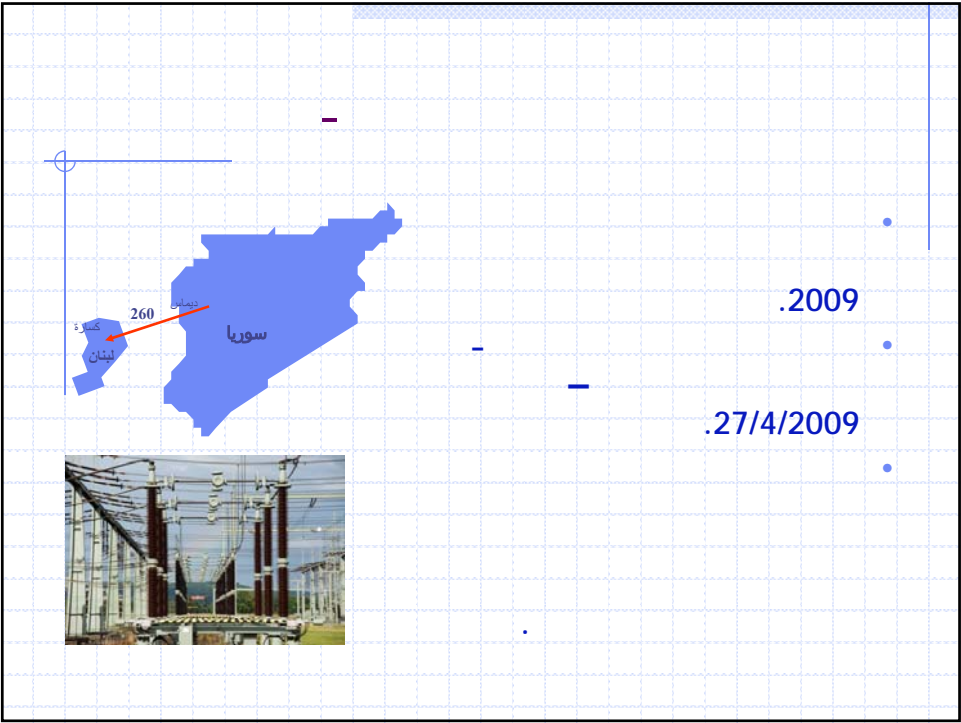 –
•
2009.
•
-
–
27/4/2009.
•
.
ديماس
260
كسارة
سوريا
لبنان